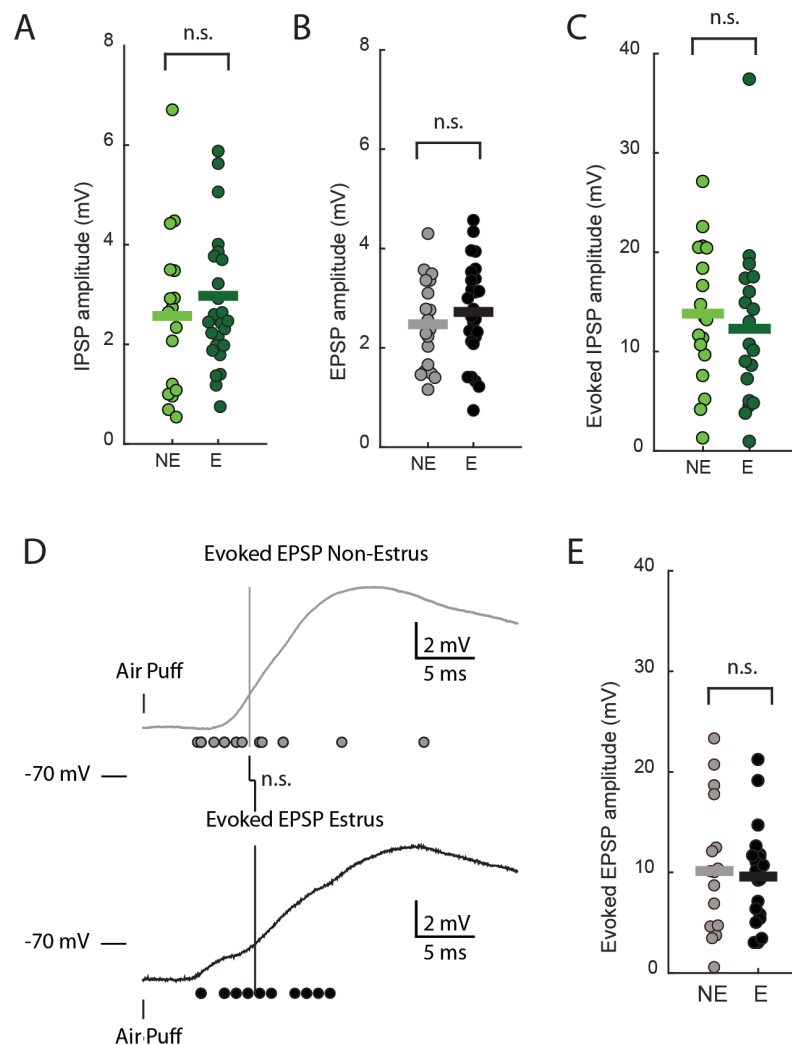 A
n.s.
8
6
4
2
0
IPSP amplitude (mV)
NE E
B
n.s.
8
6
4
2
0
EPSP amplitude (mV)
NE E
C
n.s.
40
30
20
10
0
Evoked IPSP amplitude (mV)
NE E
D
Evoked EPSP Non-Estrus
2 mV
5 ms
Air Puff
-70 mV
n.s.
Evoked EPSP Estrus
2 mV
5 ms
-70 mV
Air Puff
E
n.s.
40
30
20
10
0
Evoked EPSP amplitude (mV)
NE E